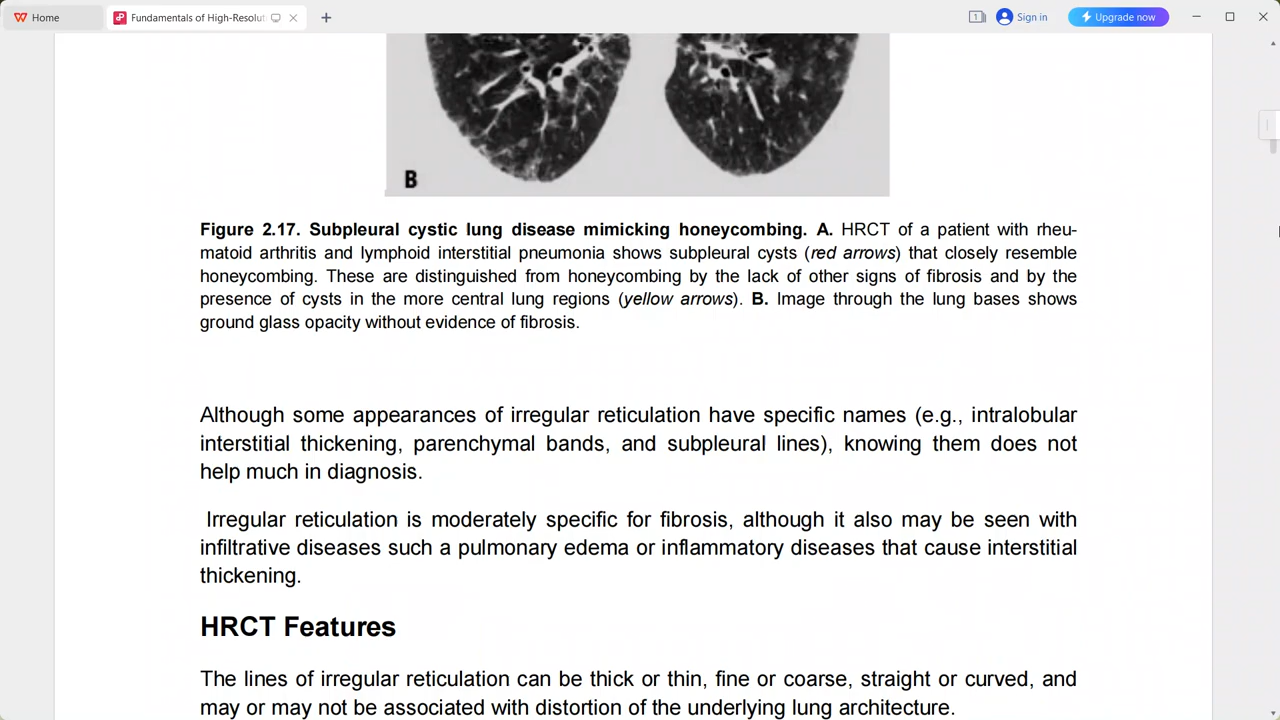 Home
Fundamentals of High-Resolut
1
Sign in
Upgrade now
B
Figure 2.17. Subpleural cystic lung disease mimicking honeycombing. A. HRCT of a patient with rheu-
matoid arthritis and lymphoid interstitial pneumonia shows subpleural cysts (red arrows) that closely resemble
honeycombing. These are distinguished from honeycombing by the lack of other signs of fibrosis and by the
presence of cysts in the more central lung regions (yellow arrows). B. Image through the lung bases shows
ground glass opacity without evidence of fibrosis.
Although some appearances of irregular reticulation have specific names (e.g., intralobular
interstitial thickening, parenchymal bands, and subpleural lines), knowing them does not
help much in diagnosis.
Irregular reticulation is moderately specific for fibrosis, although it also may be seen with
infiltrative diseases such a pulmonary edema or inflammatory diseases that cause interstitial
thickening.
HRCT Features
The lines of irregular reticulation can be thick or thin, fine or coarse, straight or curved, and
may or may not be associated with distortion of the underlying lung architecture.